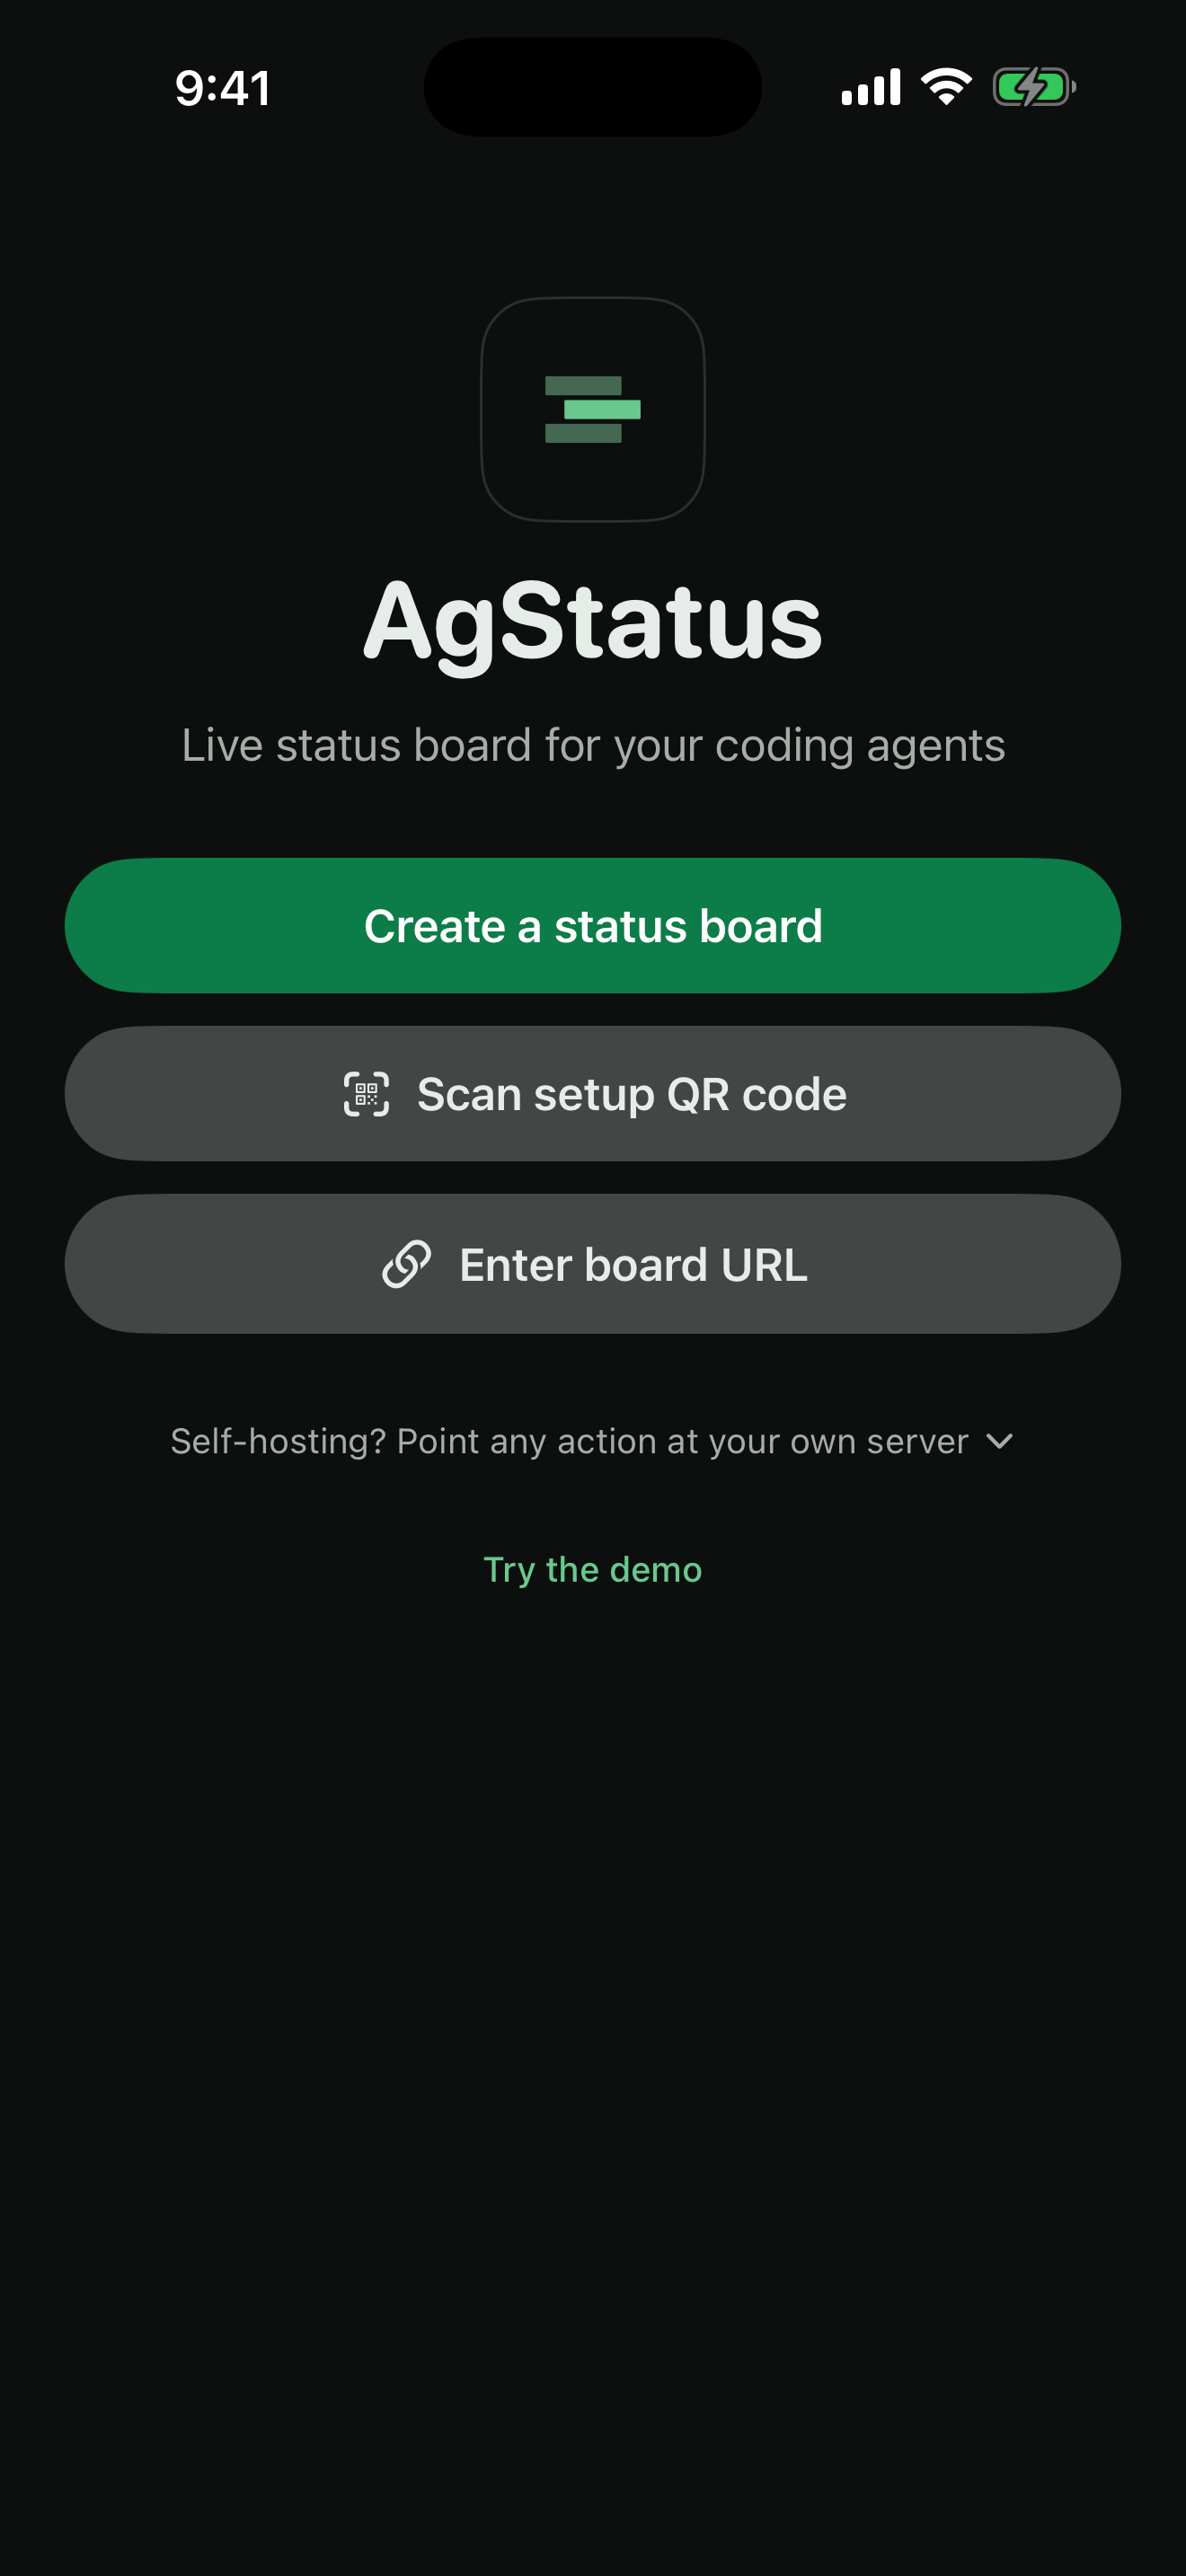 9:41
AgStatus
Live status board for your coding agents
Create a status board
Scan setup QR code
Enter board URL
Self-hosting? Point any action at your own server
Try the demo